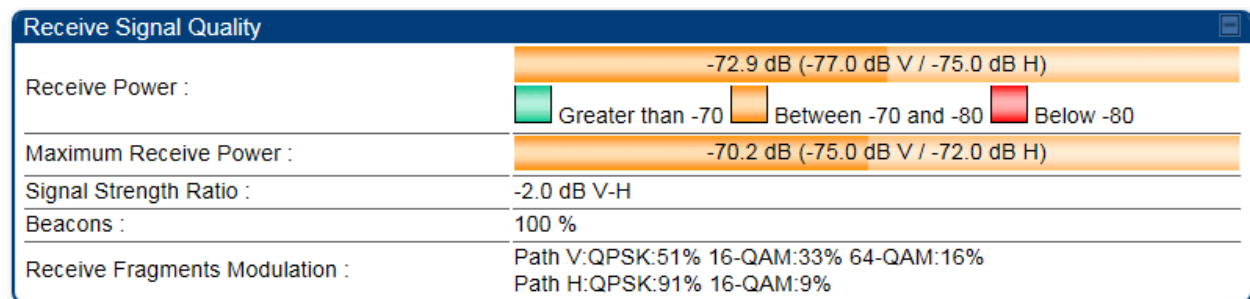 Receive Signal Quality
Receive Power :
-72.9 dB (-77.0 dB V / -75.0 dB H)
Greater than -70 Between -70 and -80 Below -80
Maximum Receive Power :
-70.2 dB (-75.0 dB V / -72.0 dB H)
Signal Strength Ratio :
-2.0 dB V-H
Beacons :
100 %
Receive Fragments Modulation :
Path V:QPSK:51% 16-QAM:33% 64-QAM:16%
Path H:QPSK:91% 16-QAM:9%